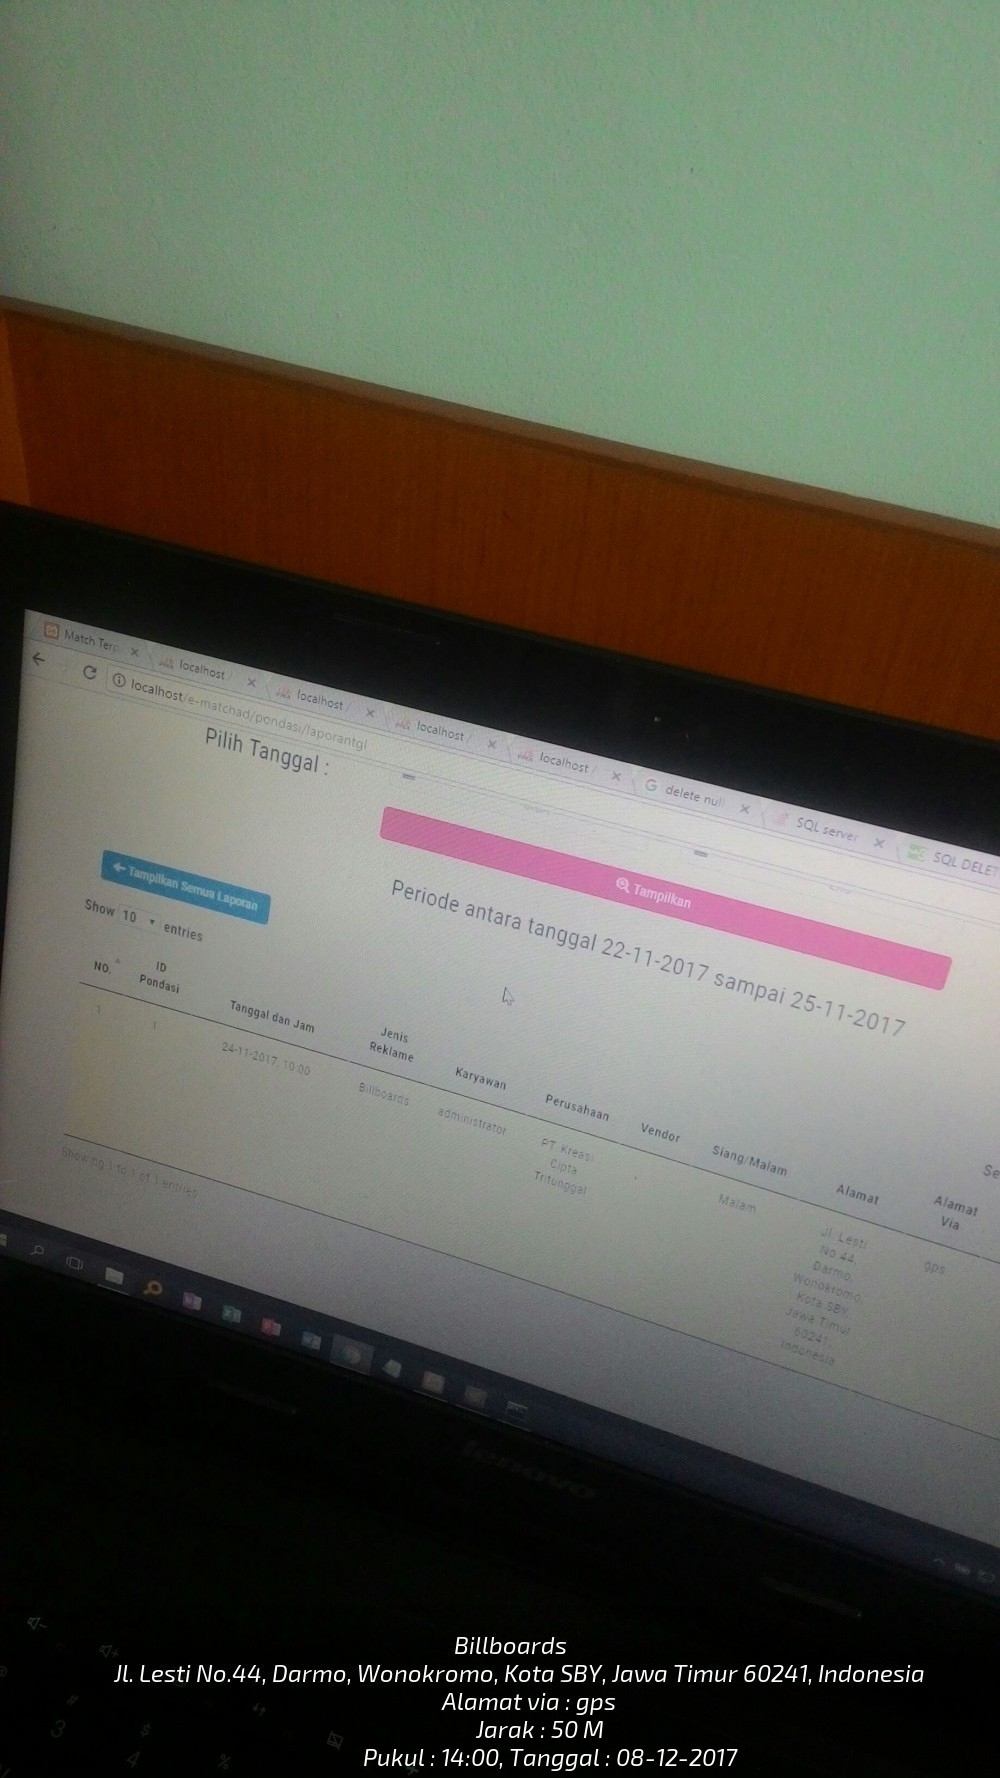 Match Terp
localhost /
localhost /
localhost /
localhost /
delete null
SQL server
SQL DELET
localhost/e-matchad/pondasi/laporantgl
Pilih Tanggal :
Tampilkan
Tampilkan Semua Laporan
Periode antara tanggal 22-11-2017 sampai 25-11-2017
Show 10 entries
NO.
ID
Pondasi
Tanggal dan Jam
Jenis
Reklame
Karyawan
Perusahaan
Vendor
Siang/Malam
Alamat
Alamat
Via
Se
1
1
24-11-2017, 10:00
Billboards
administrator
PT. Kreasi
Cipta
Tritunggal
Malam
Jl. Lesti
No.44,
Darmo,
Wonokromo,
Kota SBY,
Jawa Timur
60241,
Indonesia
gps
Showing 1 to 1 of 1 entries
lenovo
3
#
4
$
%
Billboards
Jl. Lesti No.44, Darmo, Wonokromo, Kota SBY, Jawa Timur 60241, Indonesia
Alamat via : gps
Jarak : 50 M
Pukul : 14:00, Tanggal : 08-12-2017